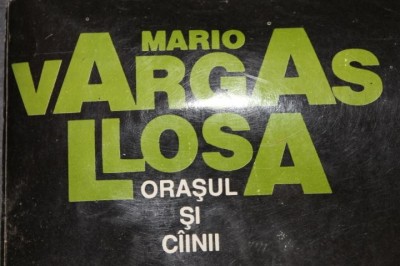 MARIO
VARGAS
LLOSA
ORAȘUL
ȘI
CÎINII